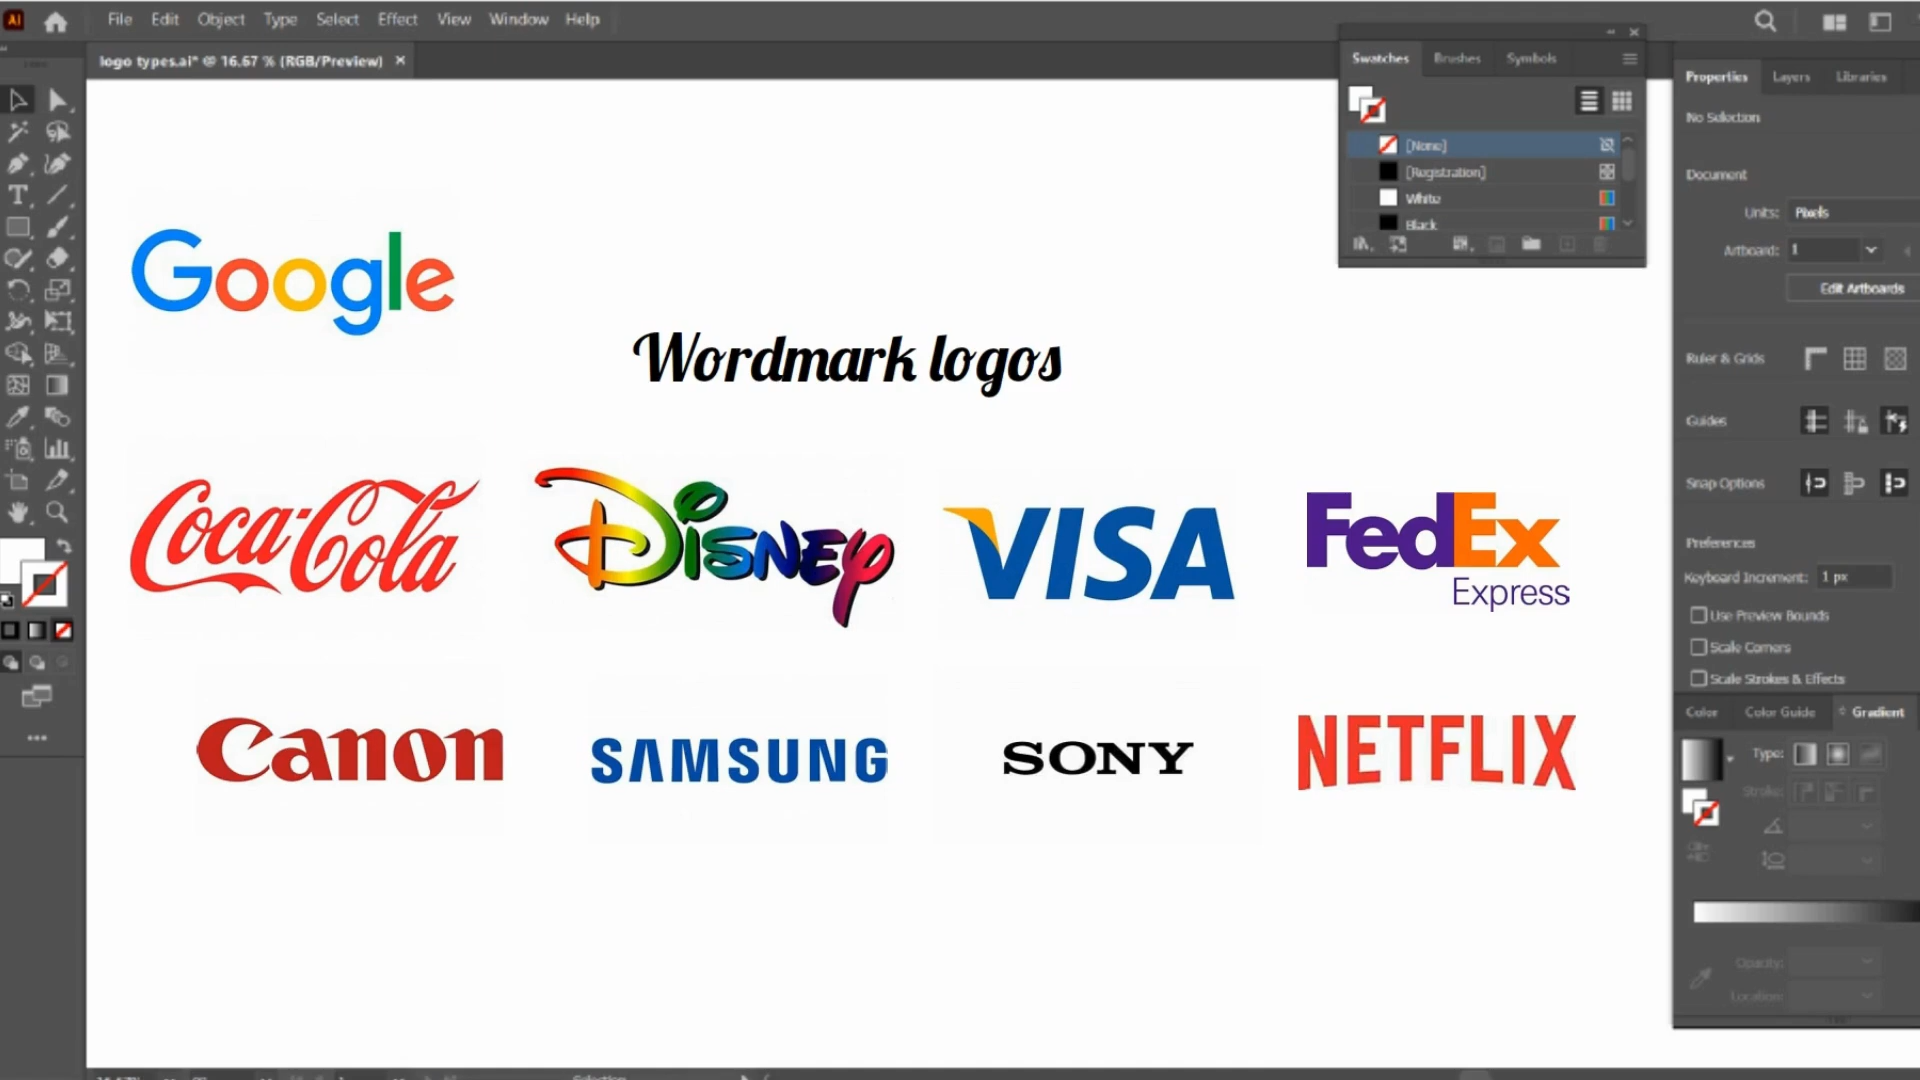 File Edit Object Type Select Effect View Window Help
logo types.ai* @ 16.67 % (RGB/Preview) ×
Swatches Brushes Symbols
[None]
[Registration]
White
Black
Properties Layers Libraries
No Selection
Document
Units: Pixels
Artboard: 1
Edit Artboards
Ruler & Grids
Guides
Snap Options
Preferences
Keyboard Increment: 1 px
Use Preview Bounds
Scale Corners
Scale Strokes & Effects
Color Color Guide Gradient
Type:
Stroke:
Opacity:
Location:
Google
Wordmark logos
Coca-Cola Disney VISA FedEx
Express
Canon SAMSUNG SONY NETFLIX